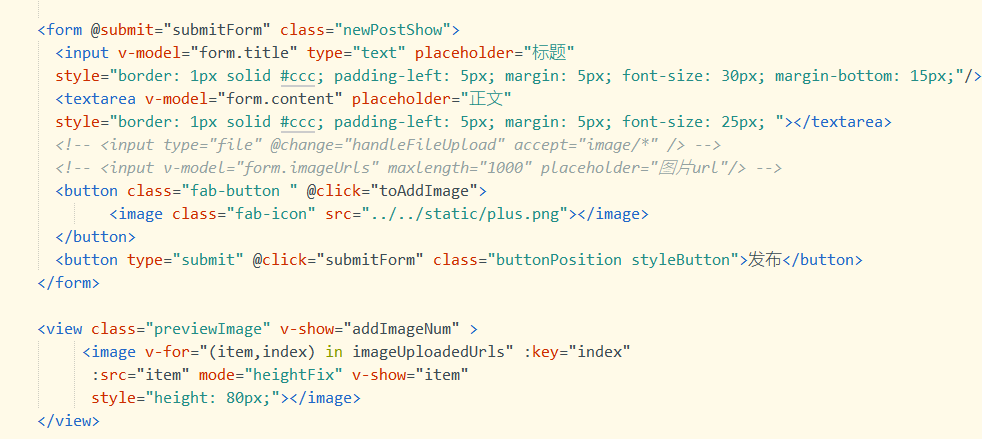 <form @submit="submitForm" class="newPostShow">
<input v-model="form.title" type="text" placeholder="标题"
style="border: 1px solid #ccc; padding-left: 5px; margin: 5px; font-size: 30px; margin-bottom: 15px;"/>
<textarea v-model="form.content" placeholder="正文"
style="border: 1px solid #ccc; padding-left: 5px; margin: 5px; font-size: 25px; "></textarea>
<!-- <input type="file" @change="handleFileUpload" accept="image/*" /> -->
<!-- <input v-model="form.imageUrls" maxlength="1000" placeholder="图片url"/> -->
<button class="fab-button " @click="toAddImage">
<image class="fab-icon" src="../../static/plus.png"></image>
</button>
<button type="submit" @click="submitForm" class="buttonPosition styleButton">发布</button>
</form>
<view class="previewImage" v-show="addImageNum" >
<image v-for="(item,index) in imageUploadedUrls" :key="index"
:src="item" mode="heightFix" v-show="item"
style="height: 80px;"></image>
</view>